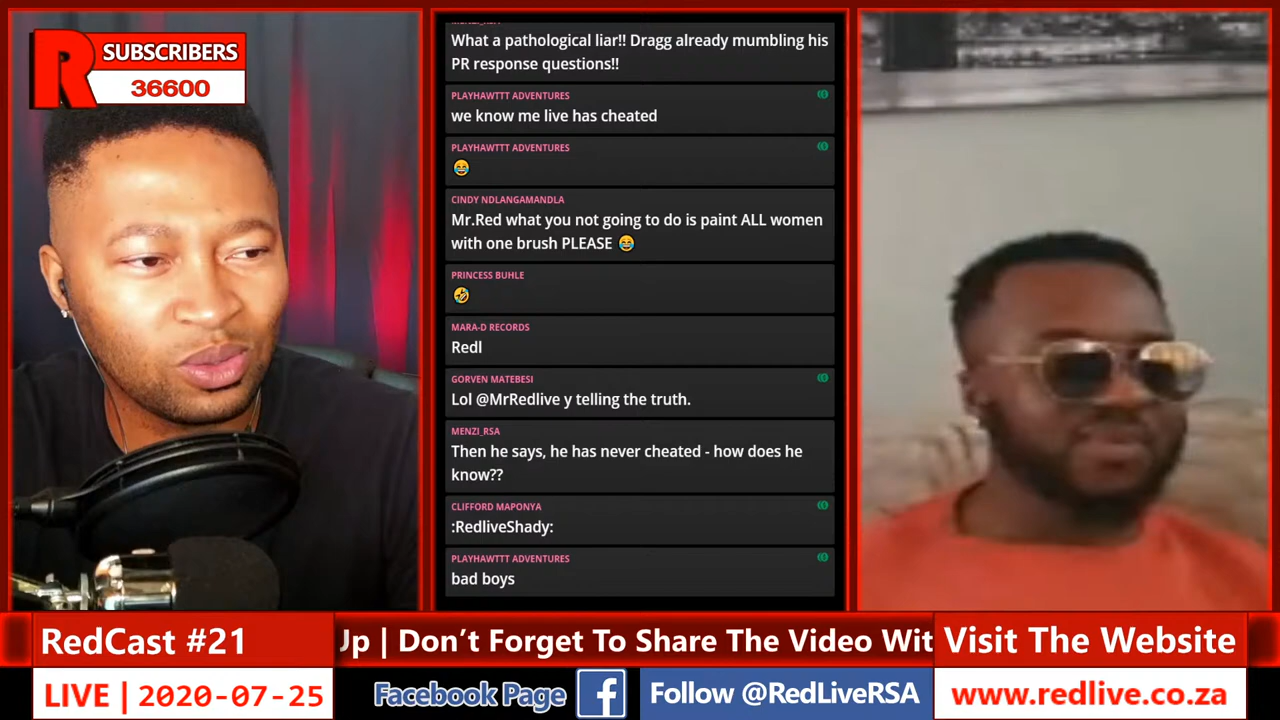 R SUBSCRIBERS
36600
What a pathological liar!! Dragg already mumbling his
PR response questions!!
PLAYHAWTTT ADVENTURES
we know me live has cheated
PLAYHAWTTT ADVENTURES
😂
CINDY NDLANGAMANDLA
Mr.Red what you not going to do is paint ALL women
with one brush PLEASE 😂
PRINCESS BUHLE
🤣
MARA-D RECORDS
Redl
GORVEN MATEBESI
Lol @MrRedlive y telling the truth.
MENZI_RSA
Then he says, he has never cheated - how does he
know??
CLIFFORD MAPONYA
:RedliveShady:
PLAYHAWTTT ADVENTURES
bad boys
RedCast #21
Up | Don’t Forget To Share The Video Wit
Visit The Website
LIVE | 2020-07-25
Facebook Page f
Follow @RedLiveRSA
www.redlive.co.za